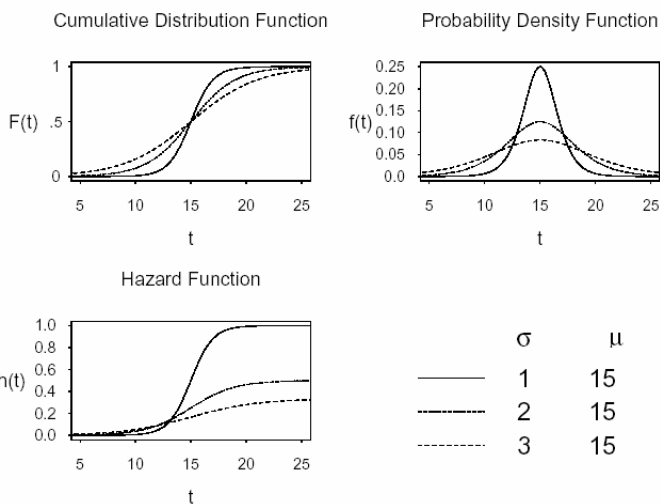 Cumulative Distribution Function
1
F(t) .5
0
5 10 15 20 25
t
Probability Density Function
0.25
0.20
0.15
f(t)
0.10
0.05
0.0
5 10 15 20 25
t
Hazard Function
1.0
0.8
0.6
h(t)
0.4
0.2
0.0
5 10 15 20 25
t
σ μ
1 15
2 15
3 15